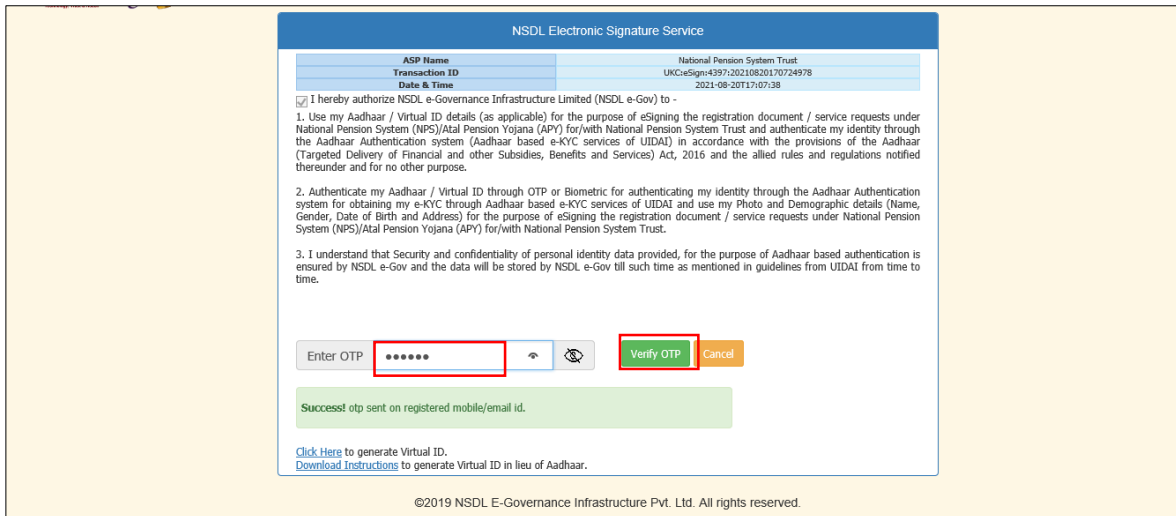 NSDL Electronic Signature Service
ASP Name National Pension System Trust
Transaction ID UKC:eSign:4397:20210820170724978
Date & Time 2021-08-20T17:07:38
I hereby authorize NSDL e-Governance Infrastructure Limited (NSDL e-Gov) to -
1. Use my Aadhaar / Virtual ID details (as applicable) for the purpose of eSigning the registration document / service requests under
National Pension System (NPS)/Atal Pension Yojana (APY) for/with National Pension System Trust and authenticate my identity through
the Aadhaar Authentication system (Aadhaar based e-KYC services of UIDAI) in accordance with the provisions of the Aadhaar
(Targeted Delivery of Financial and other Subsidies, Benefits and Services) Act, 2016 and the allied rules and regulations notified
thereunder and for no other purpose.
2. Authenticate my Aadhaar / Virtual ID through OTP or Biometric for authenticating my identity through the Aadhaar Authentication
system for obtaining my e-KYC through Aadhaar based e-KYC services of UIDAI and use my Photo and Demographic details (Name,
Gender, Date of Birth and Address) for the purpose of eSigning the registration document / service requests under National Pension
System (NPS)/Atal Pension Yojana (APY) for/with National Pension System Trust.
3. I understand that Security and confidentiality of personal identity data provided, for the purpose of Aadhaar based authentication is
ensured by NSDL e-Gov and the data will be stored by NSDL e-Gov till such time as mentioned in guidelines from UIDAI from time to
time.
Enter OTP •••••• Verify OTP Cancel
Success! otp sent on registered mobile/email id.
Click Here to generate Virtual ID.
Download Instructions to generate Virtual ID in lieu of Aadhaar.
©2019 NSDL E-Governance Infrastructure Pvt. Ltd. All rights reserved.